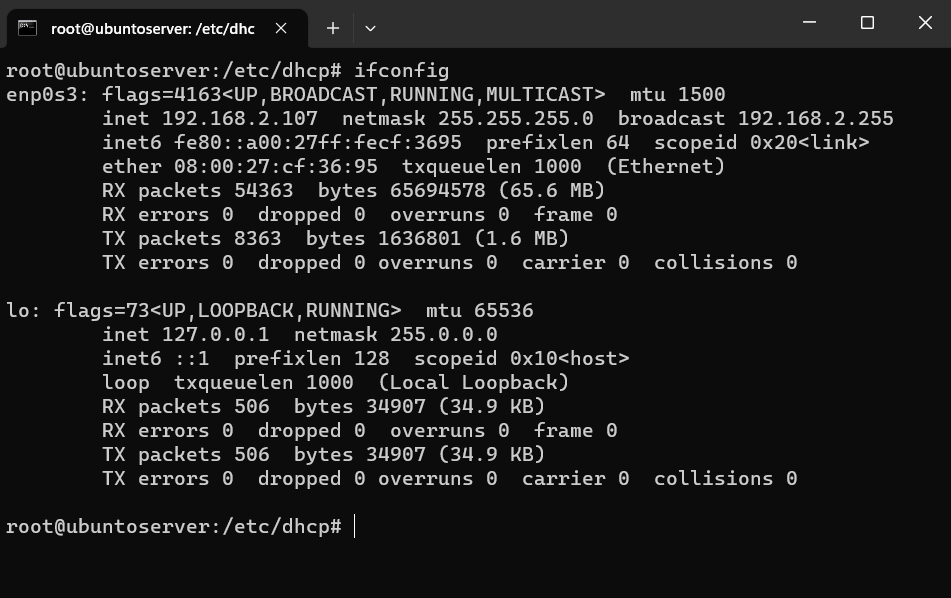 root@ubuntoserver: /etc/dhc
root@ubuntoserver:/etc/dhcp# ifconfig
enp0s3: flags=4163<UP,BROADCAST,RUNNING,MULTICAST>  mtu 1500
        inet 192.168.2.107  netmask 255.255.255.0  broadcast 192.168.2.255
        inet6 fe80::a00:27ff:fecf:3695  prefixlen 64  scopeid 0x20<link>
        ether 08:00:27:cf:36:95  txqueuelen 1000  (Ethernet)
        RX packets 54363  bytes 65694578 (65.6 MB)
        RX errors 0  dropped 0  overruns 0  frame 0
        TX packets 8363  bytes 1636801 (1.6 MB)
        TX errors 0  dropped 0 overruns 0  carrier 0  collisions 0

lo: flags=73<UP,LOOPBACK,RUNNING>  mtu 65536
        inet 127.0.0.1  netmask 255.0.0.0
        inet6 ::1  prefixlen 128  scopeid 0x10<host>
        loop  txqueuelen 1000  (Local Loopback)
        RX packets 506  bytes 34907 (34.9 KB)
        RX errors 0  dropped 0  overruns 0  frame 0
        TX packets 506  bytes 34907 (34.9 KB)
        TX errors 0  dropped 0 overruns 0  carrier 0  collisions 0

root@ubuntoserver:/etc/dhcp#